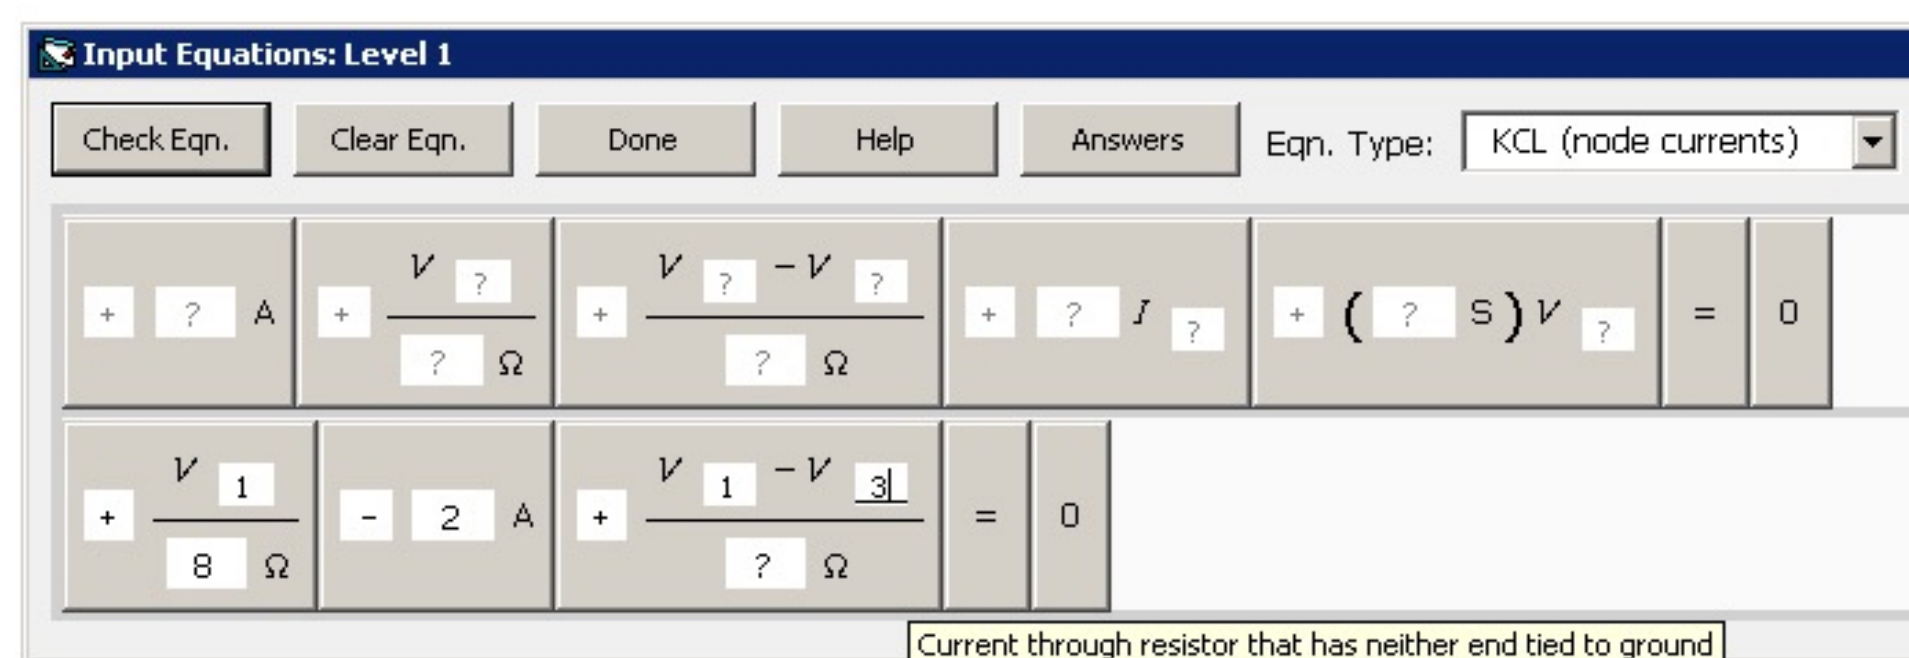 Input Equations: Level 1
Check Eqn. Clear Eqn. Done Help Answers Eqn. Type: KCL (node currents)
+ ? A + V ? / ? Ω + V ? − V ? / ? Ω + ? I ? + ( ? S ) V ? = 0
+ V 1 / 8 Ω - 2 A + V 1 − V 3 / ? Ω = 0
Current through resistor that has neither end tied to ground